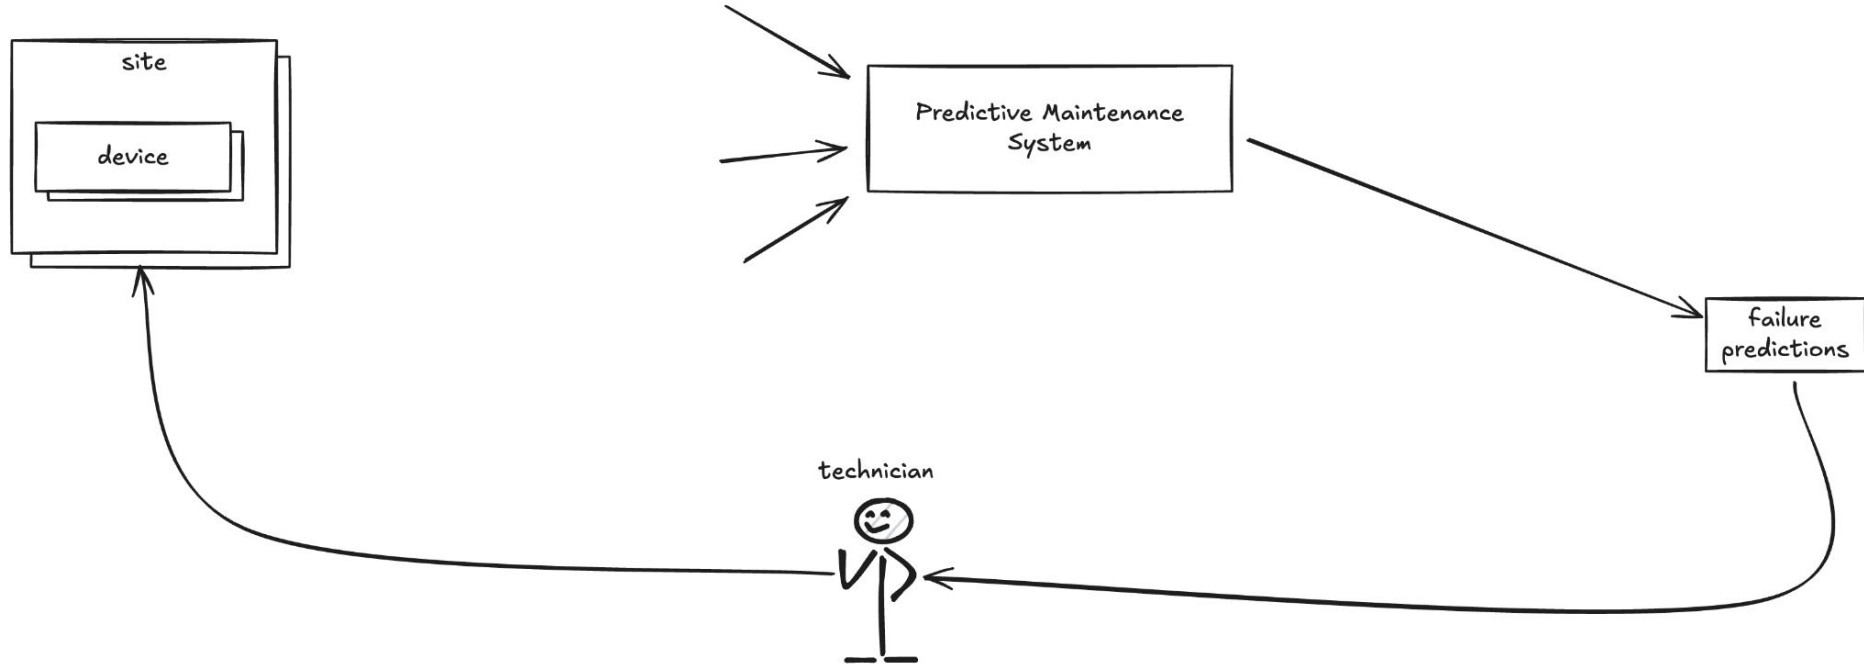 site
device
Predictive Maintenance
System
failure
predictions
technician